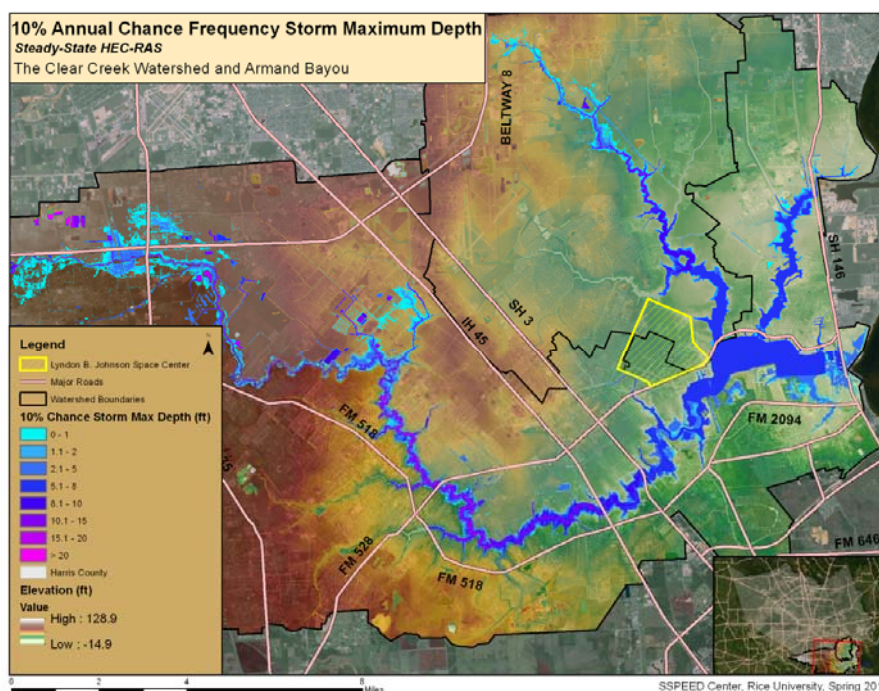 10% Annual Chance Frequency Storm Maximum Depth
Steady-State HEC-RAS
The Clear Creek Watershed and Armand Bayou
BELTWAY 8
SH 146
SH 3
IH 45
FM 518
FM 2094
FM 528
FM 518
FM 646
Legend
Lyndon B. Johnson Space Center
Major Roads
Watershed Boundaries
10% Chance Storm Max Depth (ft)
0 - 1
1.1 - 2
2.1 - 5
5.1 - 8
8.1 - 10
10.1 - 15
15.1 - 20
> 20
Harris County
Elevation (ft)
Value
High : 128.9
Low : -14.9
0 2 4 8
Miles
SSPEED Center, Rice University, Spring